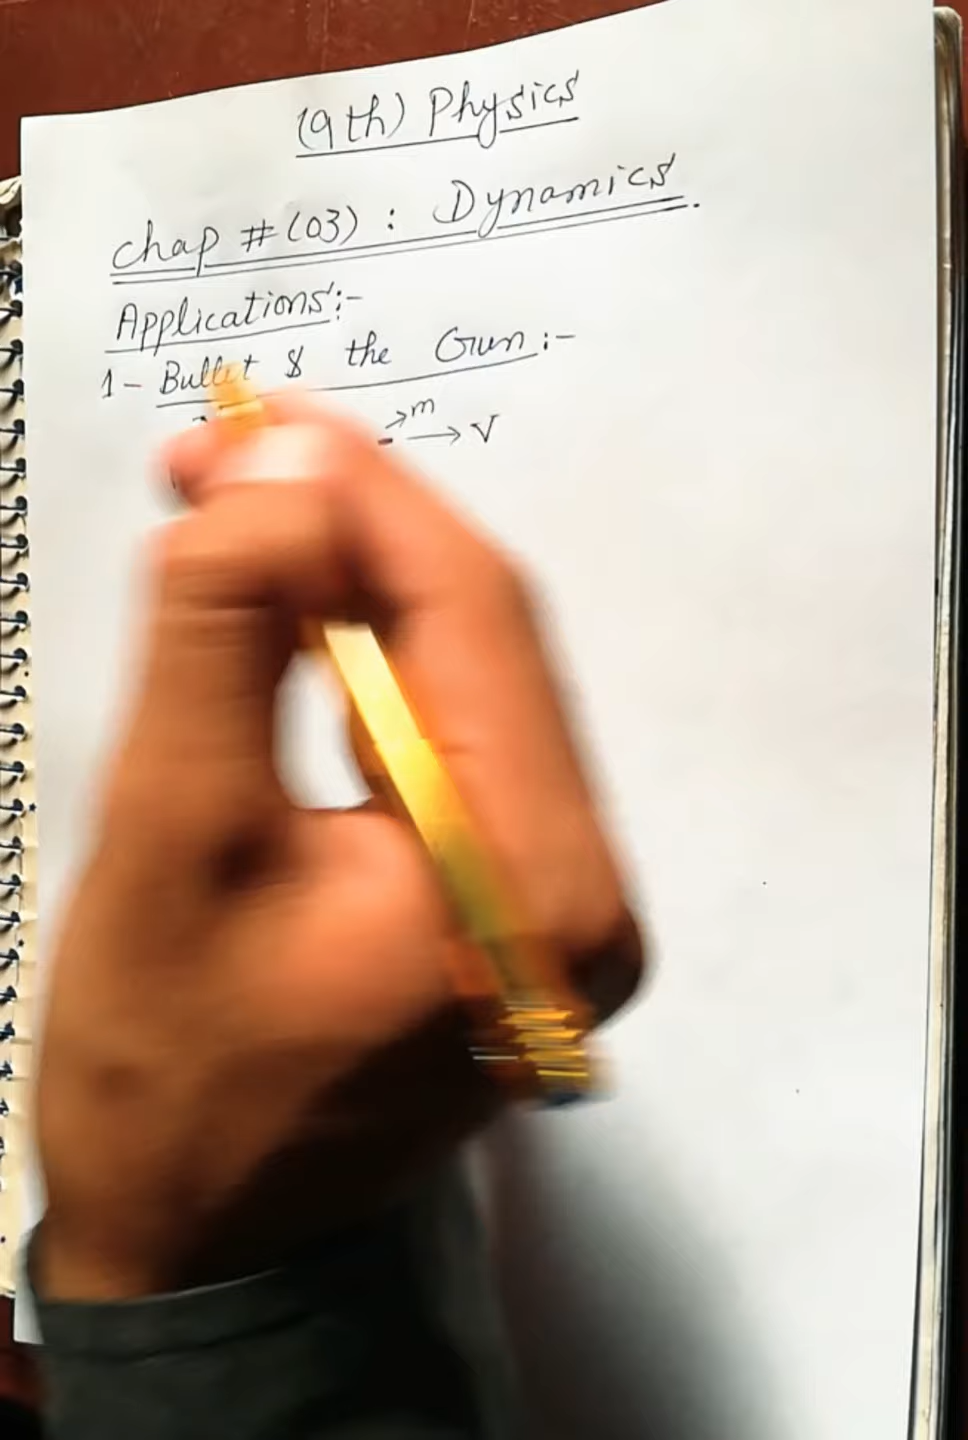 (9th) Physics
Chap # (03) : Dynamics.
Applications:-
1- Bullet & the Gun:-
m
V